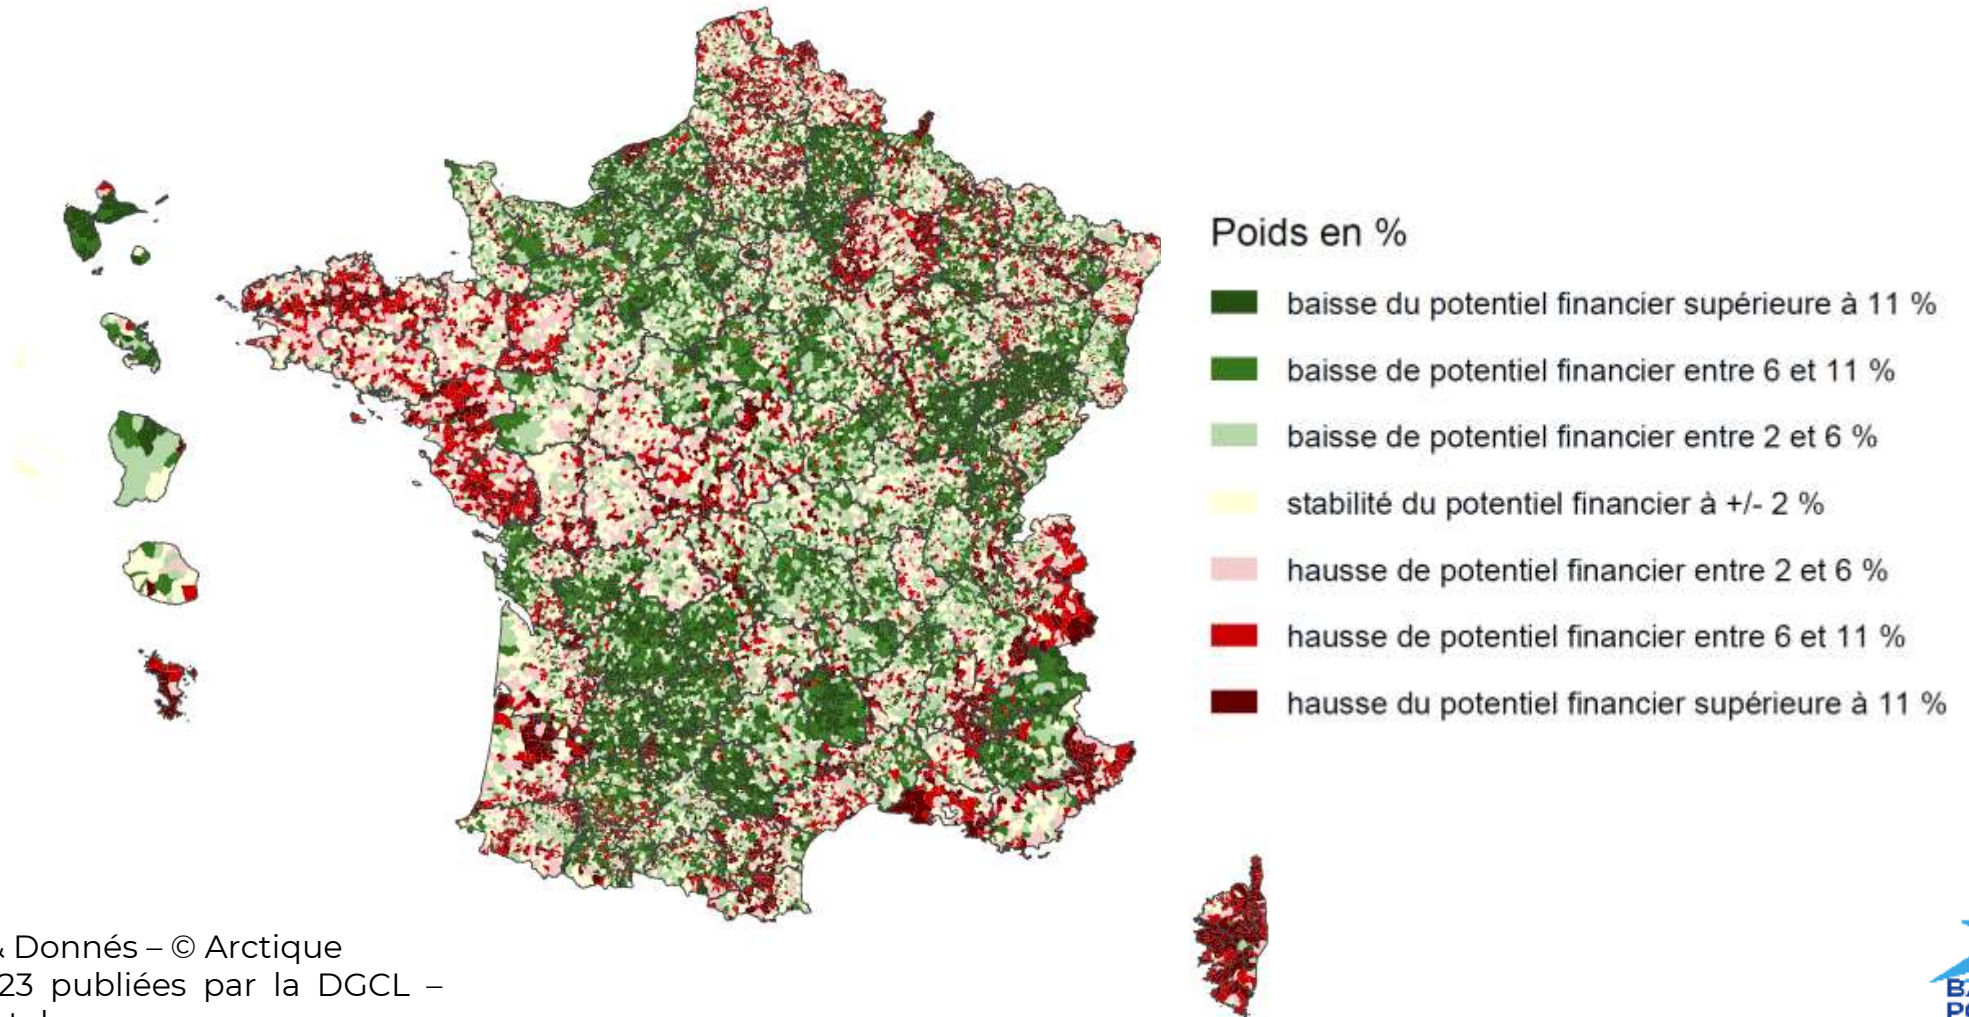 Poids en %
baisse du potentiel financier supérieure à 11 %
baisse de potentiel financier entre 6 et 11 %
baisse de potentiel financier entre 2 et 6 %
stabilité du potentiel financier à +/- 2 %
hausse de potentiel financier entre 2 et 6 %
hausse de potentiel financier entre 6 et 11 %
hausse du potentiel financier supérieure à 11 %
& Donnés – © Arctique
23 publiées par la DGCL –